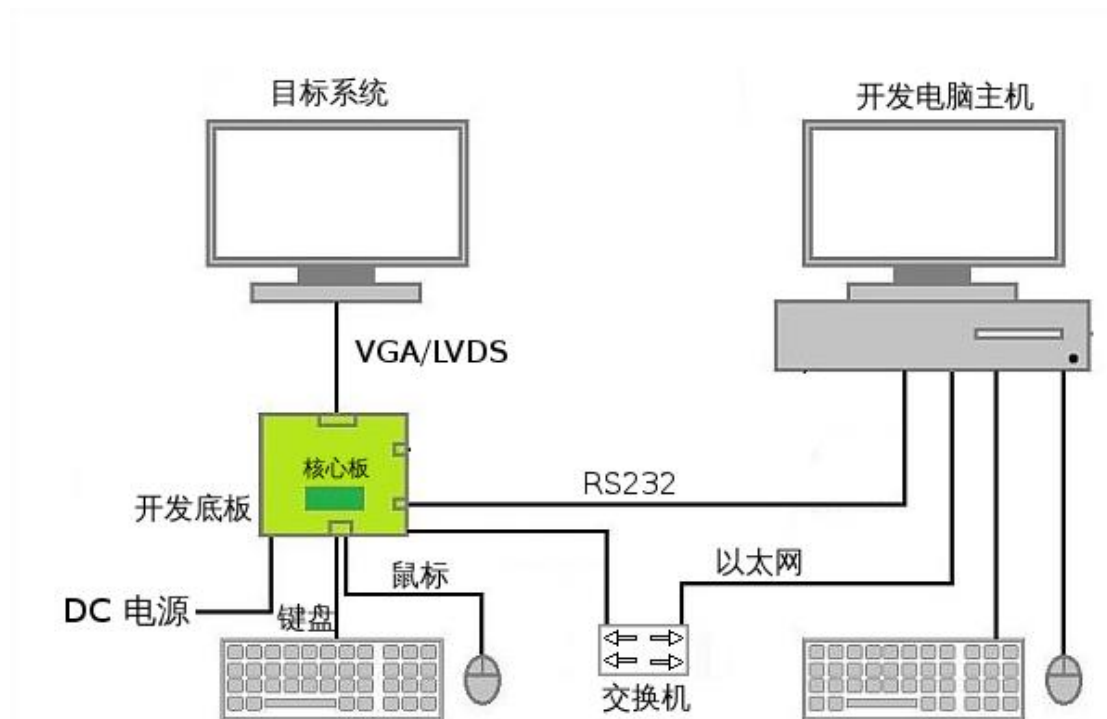 目标系统
开发电脑主机
VGA/LVDS
核心板
开发底板
RS232
以太网
鼠标
DC 电源
键盘
交换机